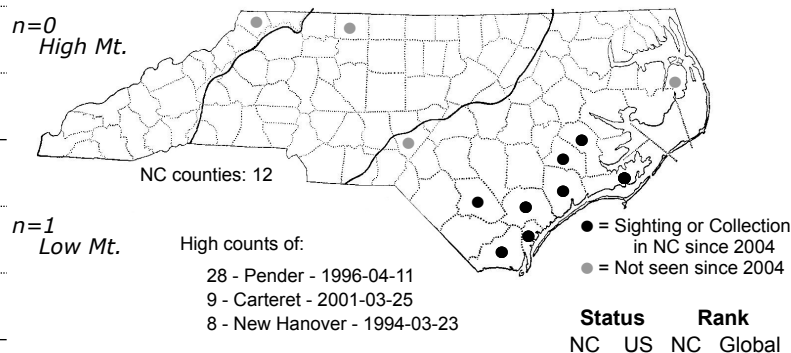 n=0
High Mt.
NC counties: 12
n=1
Low Mt.
High counts of:
28 - Pender - 1996-04-11
9 - Carteret - 2001-03-25
8 - New Hanover - 1994-03-23
= Sighting or Collection
in NC since 2004
= Not seen since 2004
Status Rank
NC US NC Global